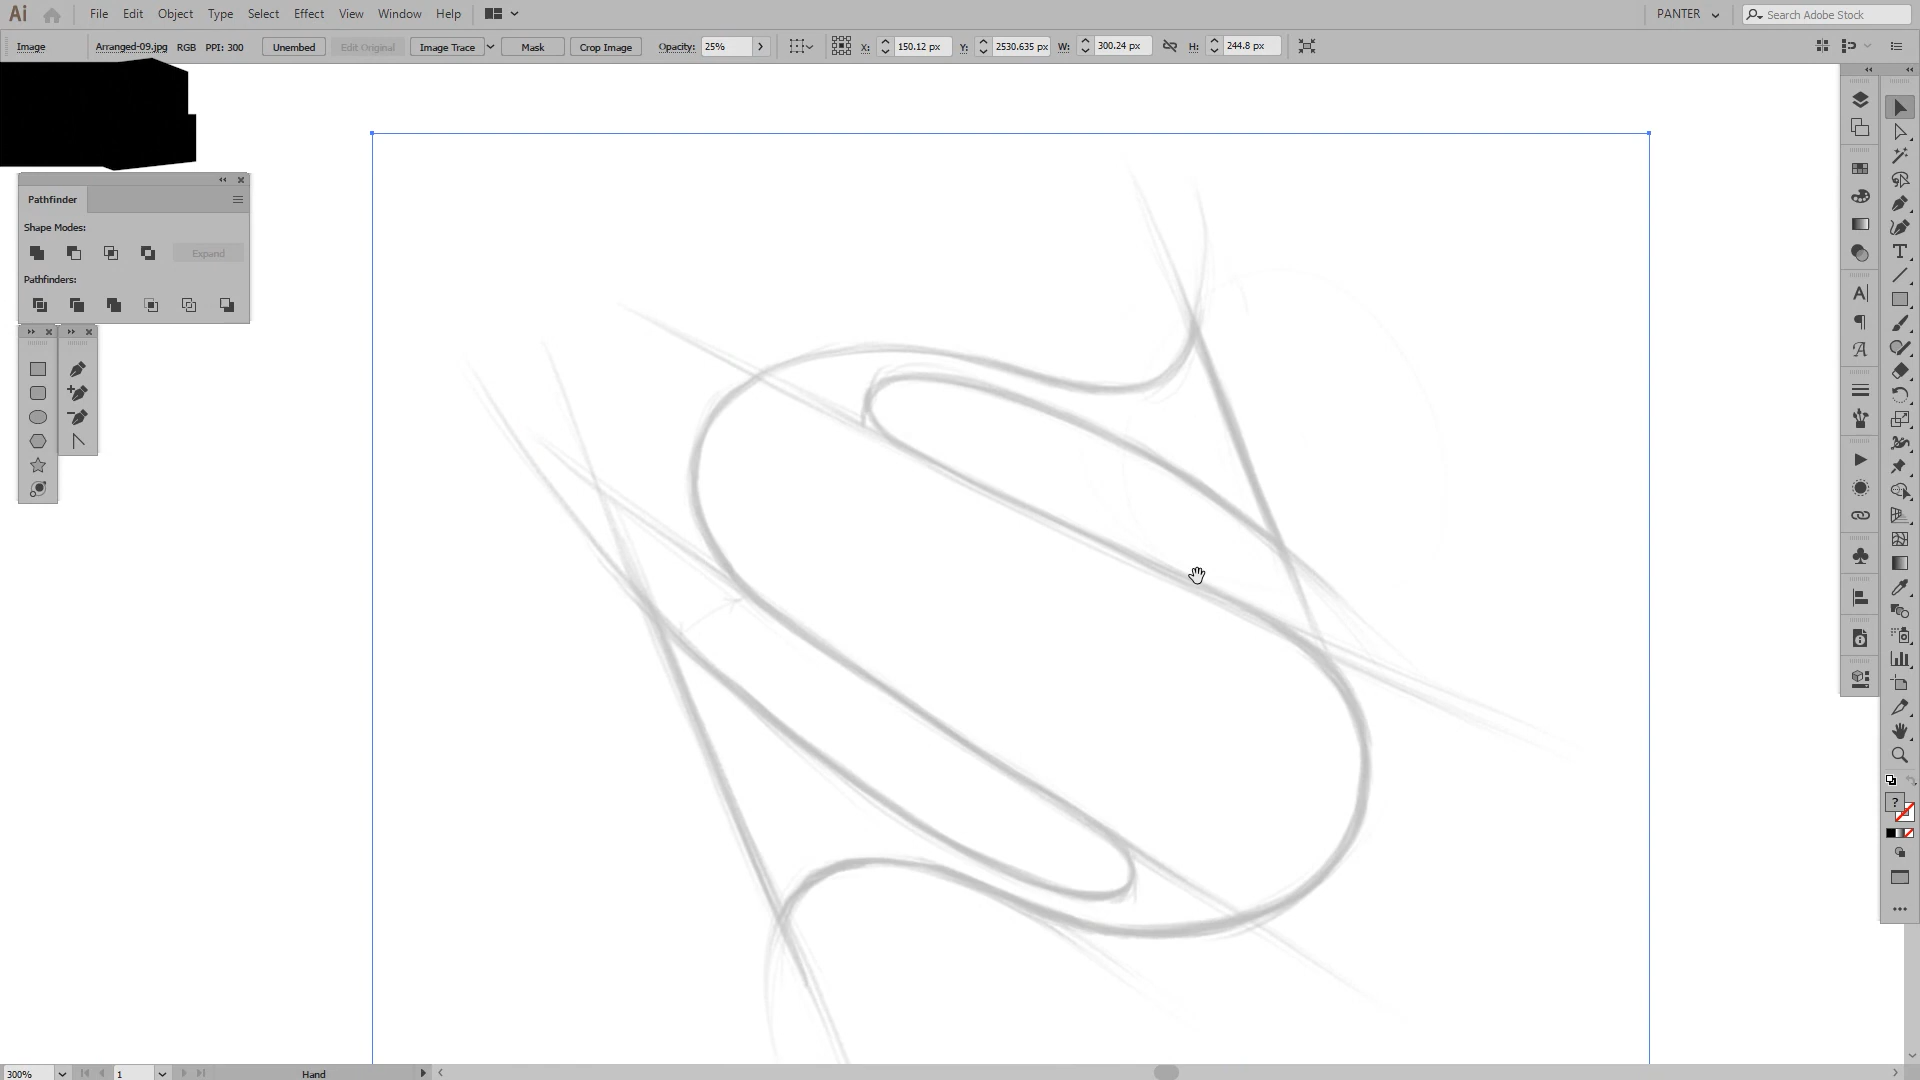 Ai File Edit Object Type Select Effect View Window Help PANTER Search Adobe Stock
Image Arranged-09.jpg RGB PPI: 300 Unembed Edit Original Image Trace Mask Crop Image Opacity: 25% X: 150.12 px Y: 2530.635 px W: 300.24 px H: 244.8 px
Pathfinder
Shape Modes:
Expand
Pathfinders:
300% 1 Hand